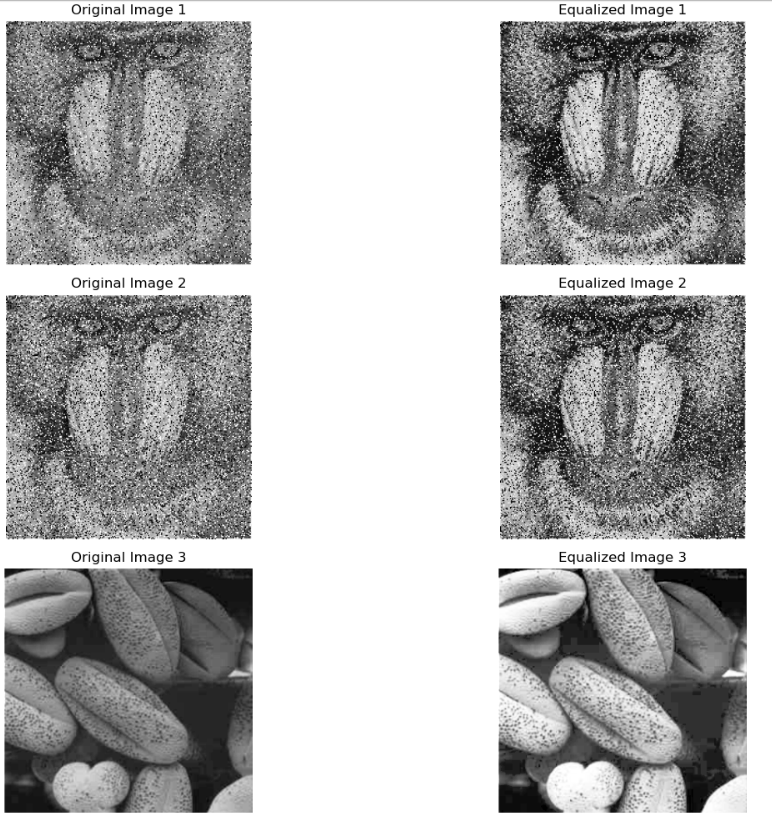 Original Image 1
Equalized Image 1
Original Image 2
Equalized Image 2
Original Image 3
Equalized Image 3